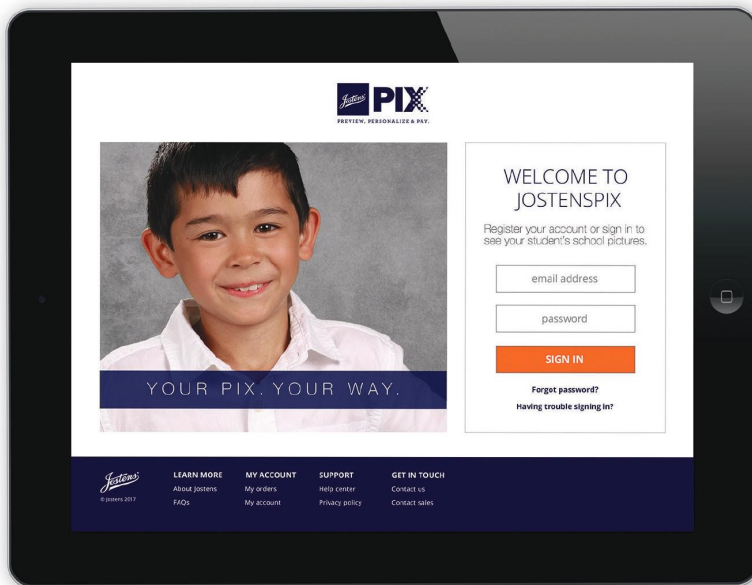 Jostens PIX
PREVIEW, PERSONALIZE & PAY.
YOUR PIX. YOUR WAY.
WELCOME TO
JOSTENSPIX
Register your account or sign in to
see your student's school pictures.
email address
password
SIGN IN
Forgot password?
Having trouble signing in?
Jostens
© Jostens 2017
LEARN MORE
About Jostens
FAQs
MY ACCOUNT
My orders
My account
SUPPORT
Help center
Privacy policy
GET IN TOUCH
Contact us
Contact sales